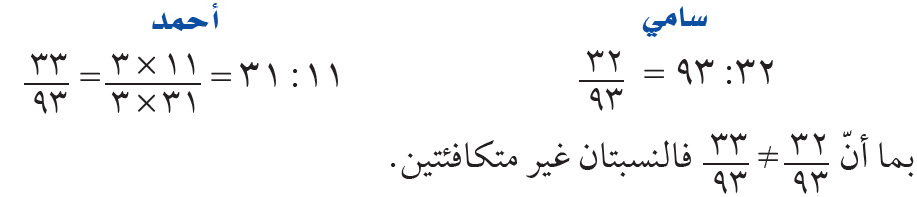 سامي
٣٢ : ٩٣ = ٣٢/٩٣
أحمد
١١ : ٣١ = (١١ × ٣)/(٣١ × ٣) = ٣٣/٩٣
بما أنّ ٣٢/٩٣ ≠ ٣٣/٩٣ فالنسبتان غير متكافئتين.